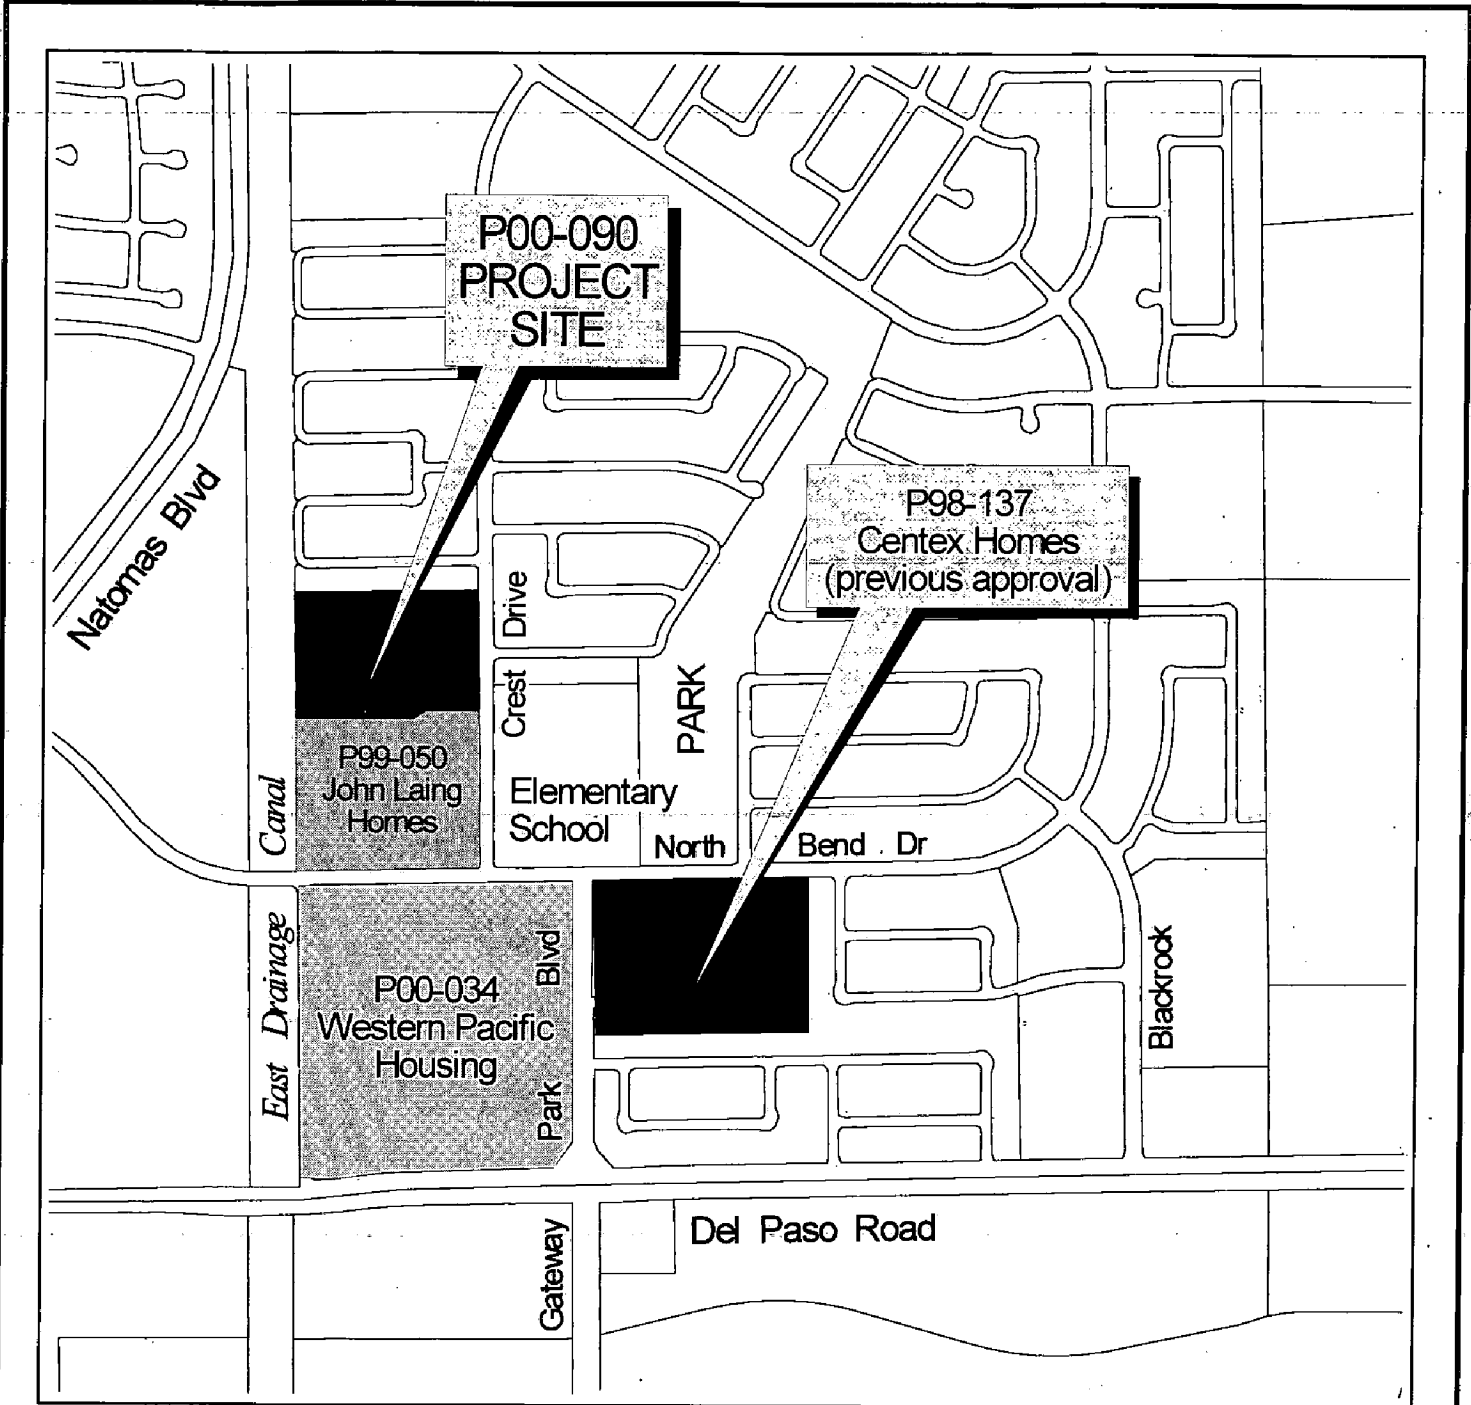 P00-090
PROJECT
SITE
Natomas Blvd
P98-137
Centex Homes
(previous approval)
Crest Drive
PARK
P99-050
John Laing
Homes
Canal
Elementary
School
North Bend Dr
East Drainage
P00-034
Western Pacific
Housing
Park Blvd
Blackrock
Gateway
Del Paso Road